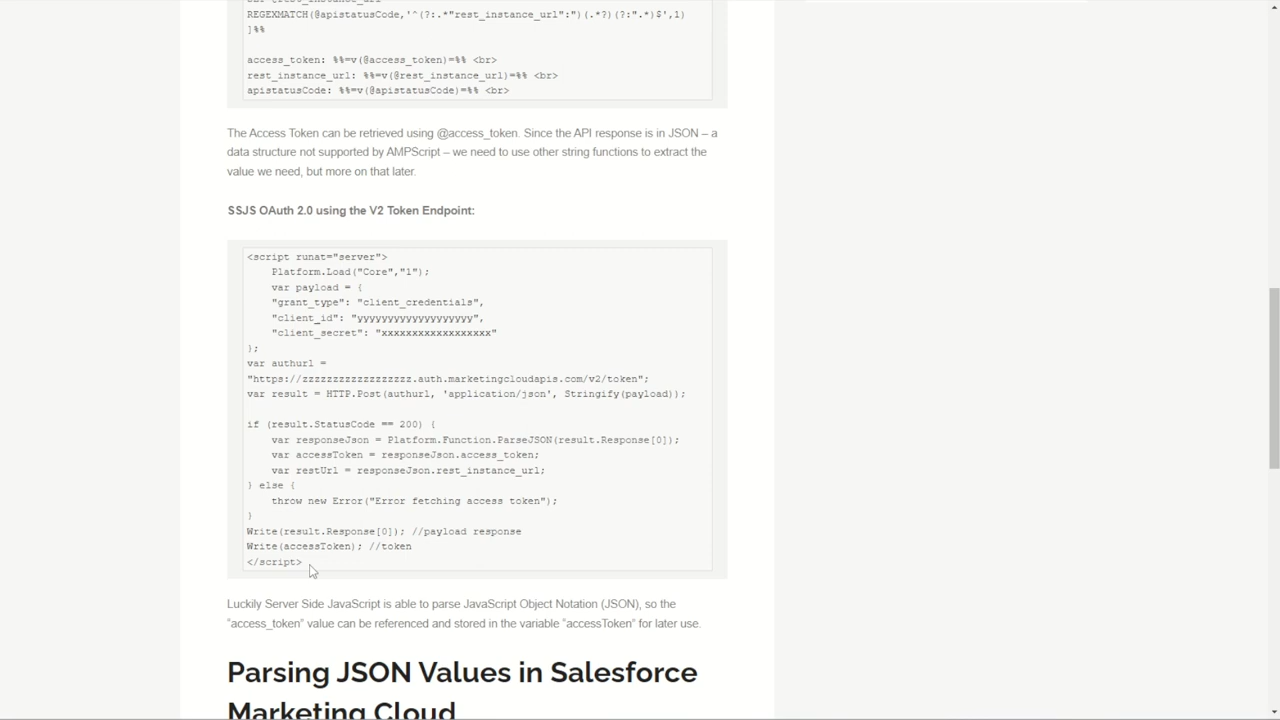 REGEXMATCH(@apistatusCode,'^(?:.*"rest_instance_url":")(.*?)(?:".*)$',1)
]%%
access_token: %%=v(@access_token)=%% <br>
rest_instance_url: %%=v(@rest_instance_url)=%% <br>
apistatusCode: %%=v(@apistatusCode)=%% <br>
The Access Token can be retrieved using @access_token. Since the API response is in JSON – a
data structure not supported by AMPScript – we need to use other string functions to extract the
value we need, but more on that later.
SSJS OAuth 2.0 using the V2 Token Endpoint:
<script runat="server">
Platform.Load("Core","1");
var payload = {
"grant_type": "client_credentials",
"client_id": "yyyyyyyyyyyyyyyyyyy",
"client_secret": "xxxxxxxxxxxxxxxxxx"
};
var authurl =
"https://zzzzzzzzzzzzzzzzzz.auth.marketingcloudapis.com/v2/token";
var result = HTTP.Post(authurl, 'application/json', Stringify(payload));
if (result.StatusCode == 200) {
var responseJson = Platform.Function.ParseJSON(result.Response[0]);
var accessToken = responseJson.access_token;
var restUrl = responseJson.rest_instance_url;
} else {
throw new Error("Error fetching access token");
}
Write(result.Response[0]); //payload response
Write(accessToken); //token
</script>
Luckily Server Side JavaScript is able to parse JavaScript Object Notation (JSON), so the
"access_token" value can be referenced and stored in the variable "accessToken" for later use.
Parsing JSON Values in Salesforce
Marketing Cloud